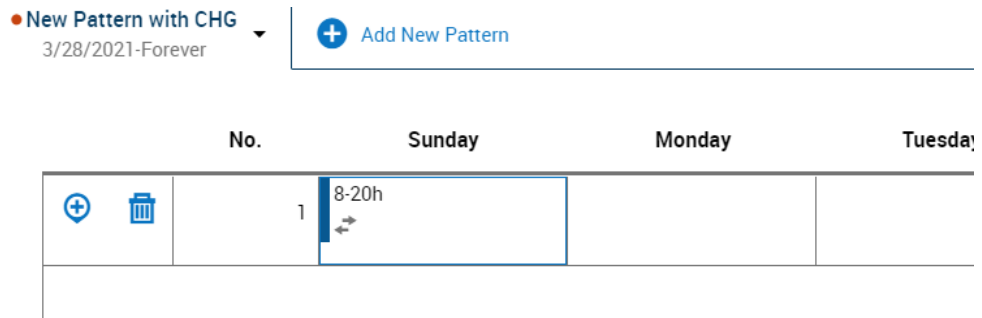 New Pattern with CHG
3/28/2021-Forever
Add New Pattern
No. Sunday Monday Tuesday
1 8-20h